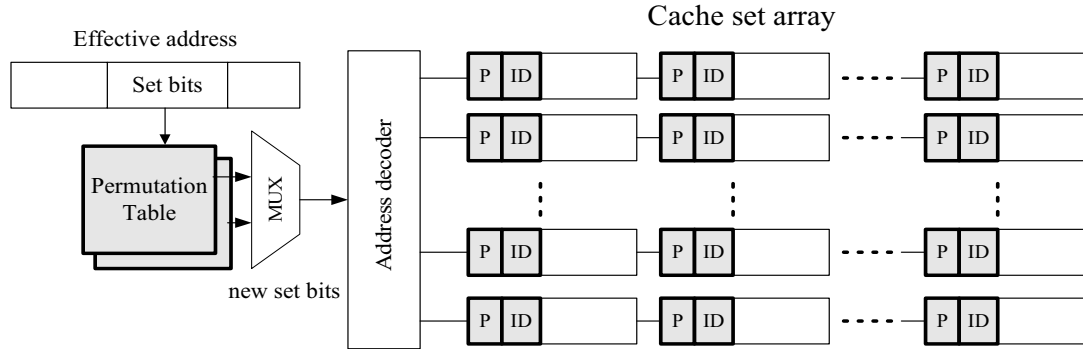 Cache set array
Effective address
Set bits
Permutation
Table
MUX
new set bits
Address decoder
P ID P ID P ID
P ID P ID P ID
P ID P ID P ID
P ID P ID P ID